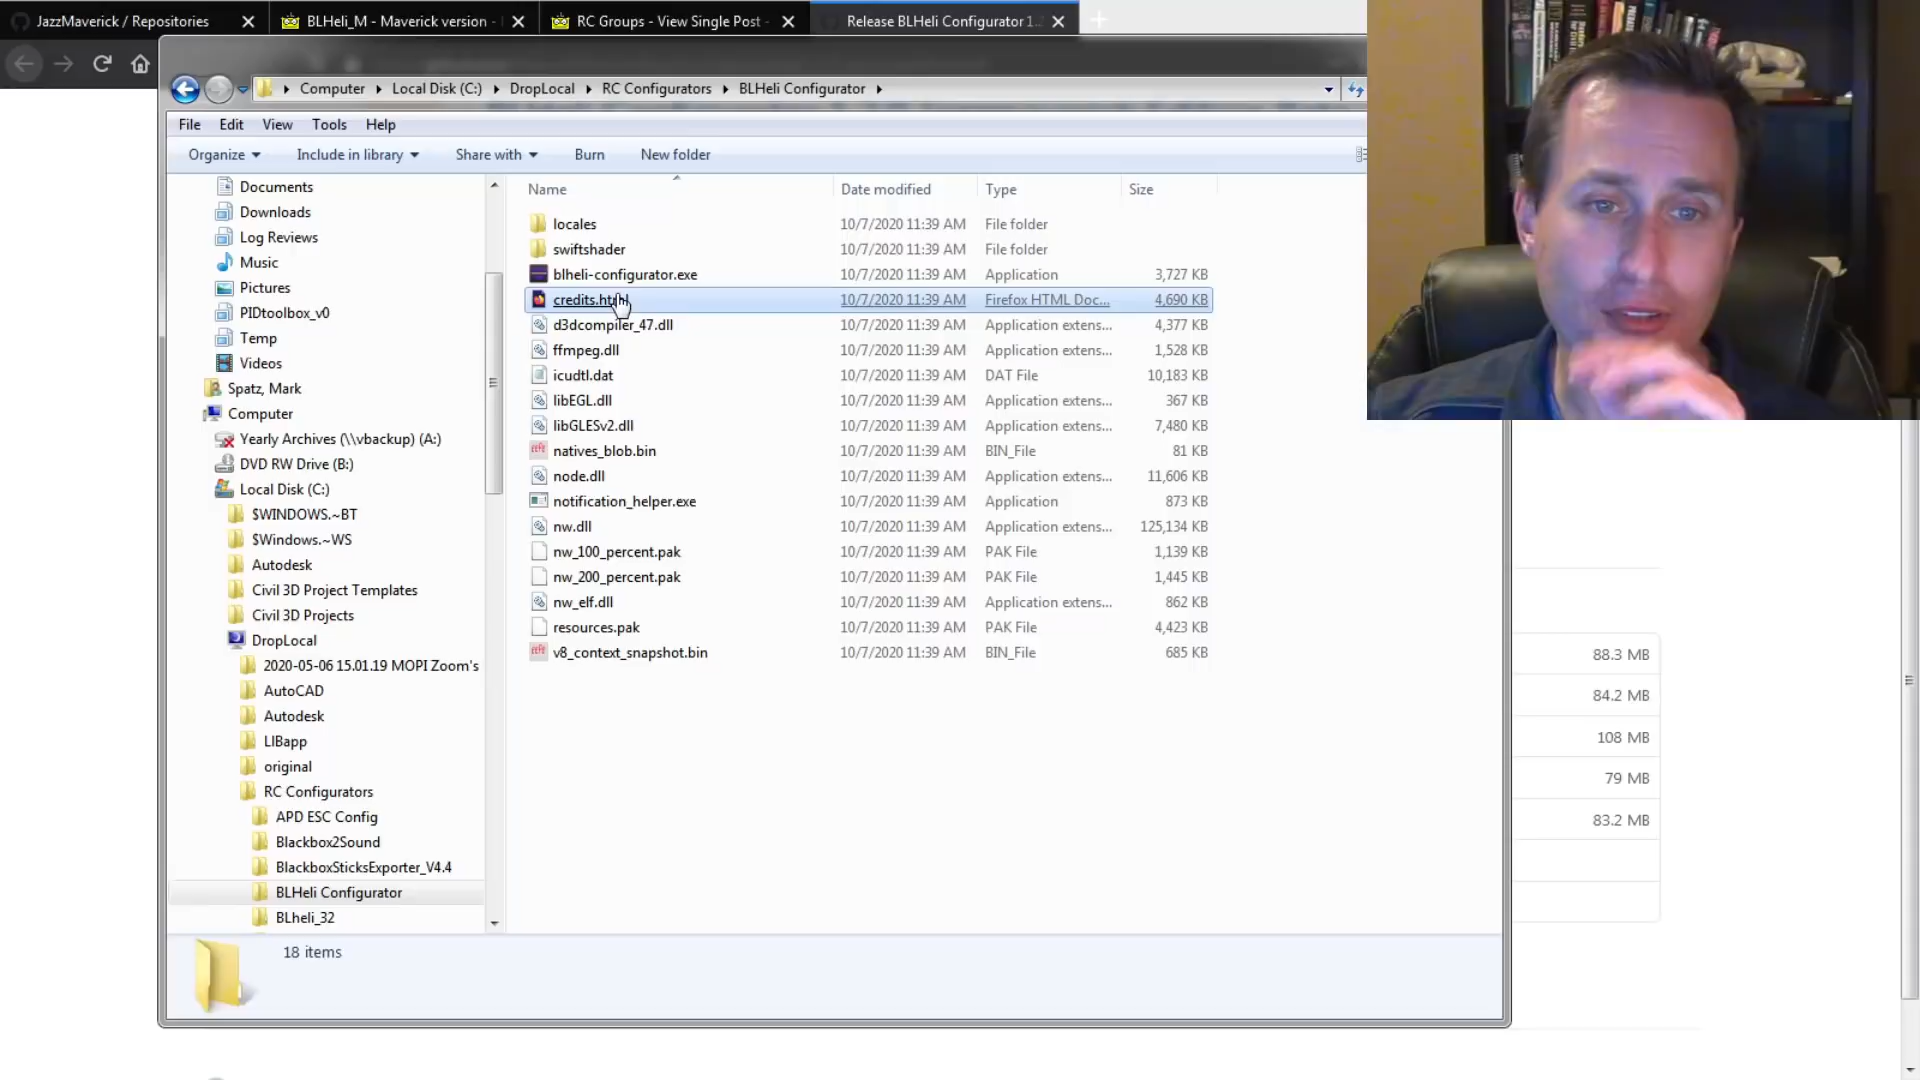 JazzMaverick / Repositories
BLHeli_M - Maverick version -
RC Groups - View Single Post -
Release BLHeli Configurator 1.
Computer Local Disk (C:) DropLocal RC Configurators BLHeli Configurator
File Edit View Tools Help
Organize Include in library Share with Burn New folder
Name Date modified Type Size
Documents
Downloads
Log Reviews
Music
Pictures
PIDtoolbox_v0
Temp
Videos
Spatz, Mark
Computer
Yearly Archives (\\vbackup) (A:)
DVD RW Drive (B:)
Local Disk (C:)
$WINDOWS.~BT
$Windows.~WS
Autodesk
Civil 3D Project Templates
Civil 3D Projects
DropLocal
2020-05-06 15.01.19 MOPI Zoom's
AutoCAD
Autodesk
LIBapp
original
RC Configurators
APD ESC Config
Blackbox2Sound
BlackboxSticksExporter_V4.4
BLHeli Configurator
BLheli_32
locales 10/7/2020 11:39 AM File folder
swiftshader 10/7/2020 11:39 AM File folder
blheli-configurator.exe 10/7/2020 11:39 AM Application 3,727 KB
credits.html 10/7/2020 11:39 AM Firefox HTML Doc... 4,690 KB
d3dcompiler_47.dll 10/7/2020 11:39 AM Application extens... 4,377 KB
ffmpeg.dll 10/7/2020 11:39 AM Application extens... 1,528 KB
icudtl.dat 10/7/2020 11:39 AM DAT File 10,183 KB
libEGL.dll 10/7/2020 11:39 AM Application extens... 367 KB
libGLESv2.dll 10/7/2020 11:39 AM Application extens... 7,480 KB
natives_blob.bin 10/7/2020 11:39 AM BIN_File 81 KB
node.dll 10/7/2020 11:39 AM Application extens... 11,606 KB
notification_helper.exe 10/7/2020 11:39 AM Application 873 KB
nw.dll 10/7/2020 11:39 AM Application extens... 125,134 KB
nw_100_percent.pak 10/7/2020 11:39 AM PAK File 1,139 KB
nw_200_percent.pak 10/7/2020 11:39 AM PAK File 1,445 KB
nw_elf.dll 10/7/2020 11:39 AM Application extens... 862 KB
resources.pak 10/7/2020 11:39 AM PAK File 4,423 KB
v8_context_snapshot.bin 10/7/2020 11:39 AM BIN_File 685 KB
88.3 MB
84.2 MB
108 MB
79 MB
83.2 MB
18 items